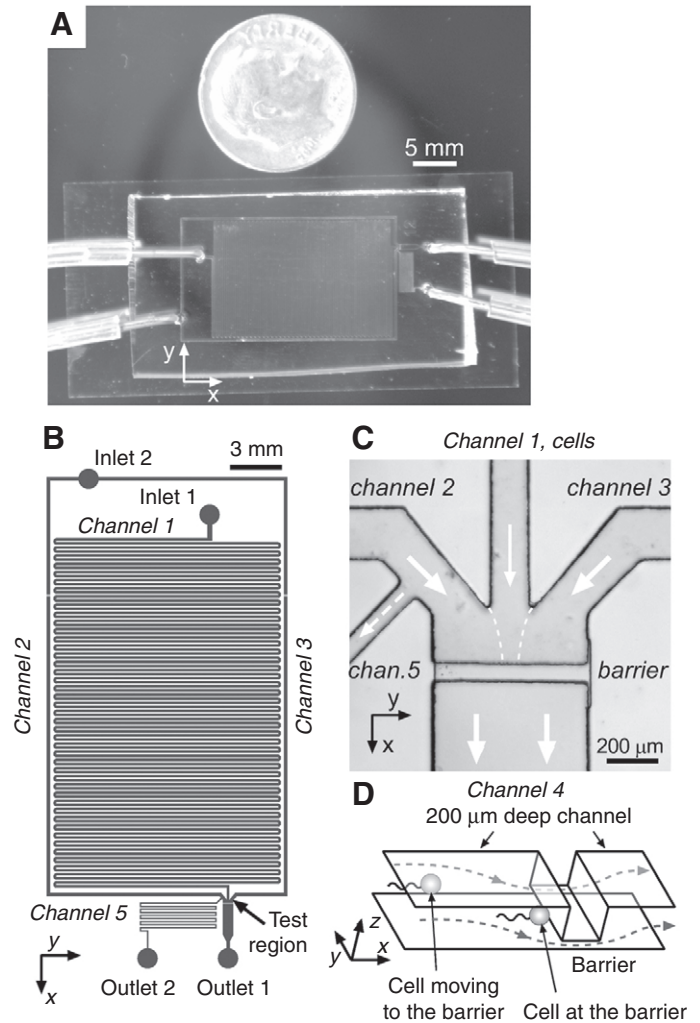 A
LIBERTY
5 mm
y
x
B
3 mm
Inlet 2
Inlet 1
Channel 1
Channel 2
Channel 3
Channel 5
Test
region
y
x
Outlet 2
Outlet 1
C
Channel 1, cells
channel 2
channel 3
chan.5
barrier
y
x
200 μm
Channel 4
D
200 μm deep channel
z
y
x
Barrier
Cell moving
to the barrier
Cell at the barrier